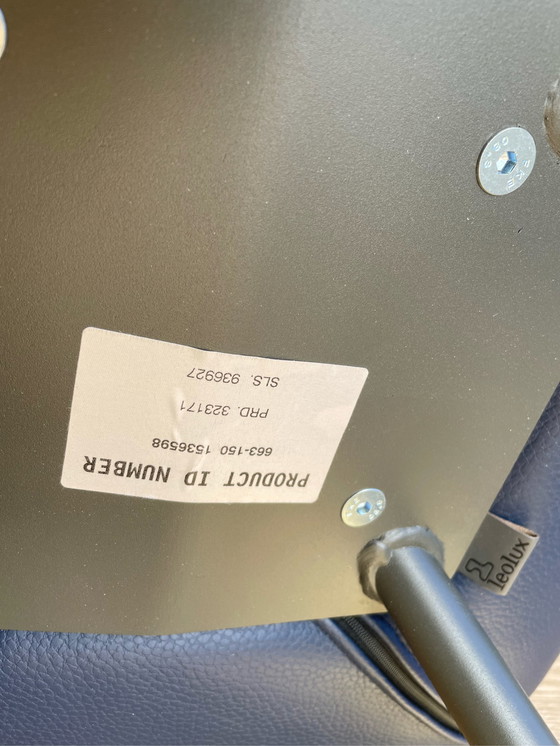 PRODUCT ID NUMBER
663-150 1536598
PRD. 323171
SLS. 936927
leolux